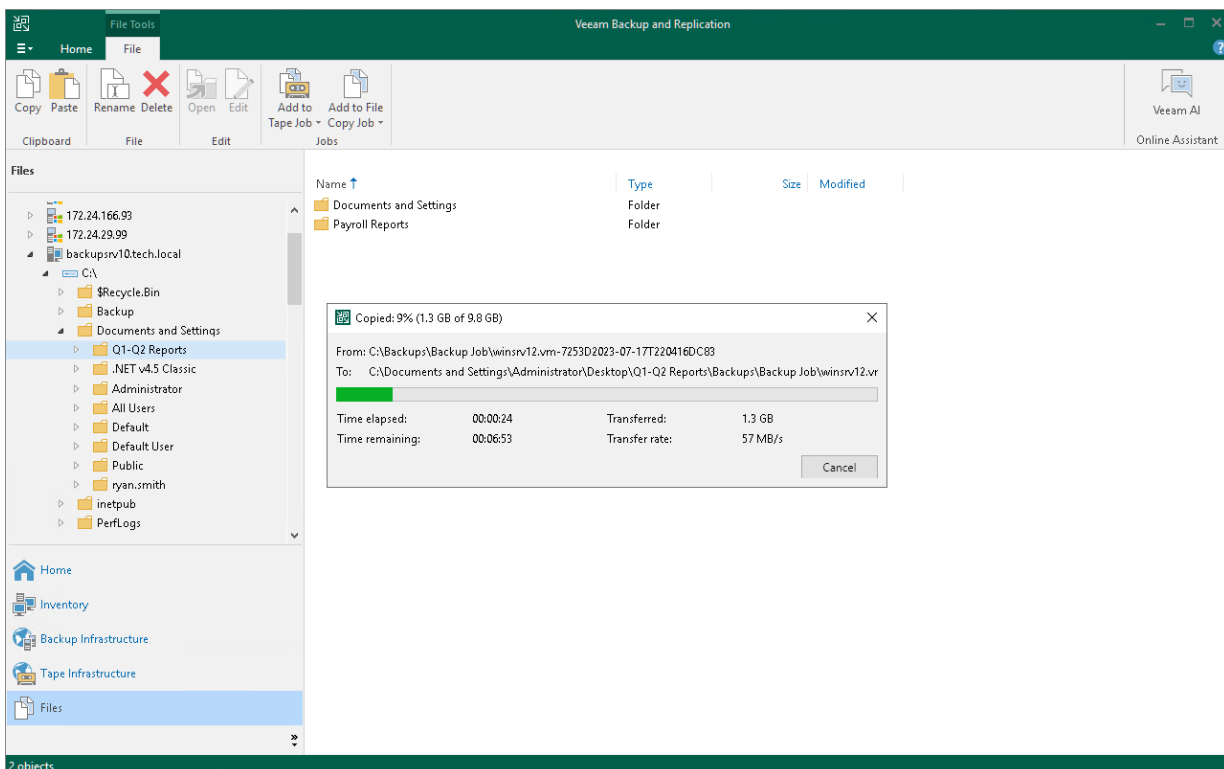 File Tools
Veeam Backup and Replication
Home
File
Copy Paste
Rename Delete
Open Edit
Add to
Tape Job
Add to File
Copy Job
Veeam AI
Clipboard
File
Edit
Jobs
Online Assistant
Files
172.24.166.93
172.24.29.99
backupsrv10.tech.local
C:\
$Recycle.Bin
Backup
Documents and Settings
Q1-Q2 Reports
.NET v4.5 Classic
Administrator
All Users
Default
Default User
Public
ryan.smith
inetpub
PerfLogs
Home
Inventory
Backup Infrastructure
Tape Infrastructure
Files
Name Type Size Modified
Documents and Settings Folder
Payroll Reports Folder
Copied: 9% (1.3 GB of 9.8 GB)
From: C:\Backups\Backup Job\winsrv12.vm-7253D2023-07-17T220416DC83
To: C:\Documents and Settings\Administrator\Desktop\Q1-Q2 Reports\Backups\Backup Job\winsrv12.vr
Time elapsed: 00:00:24 Transferred: 1.3 GB
Time remaining: 00:06:53 Transfer rate: 57 MB/s
Cancel
2 objects